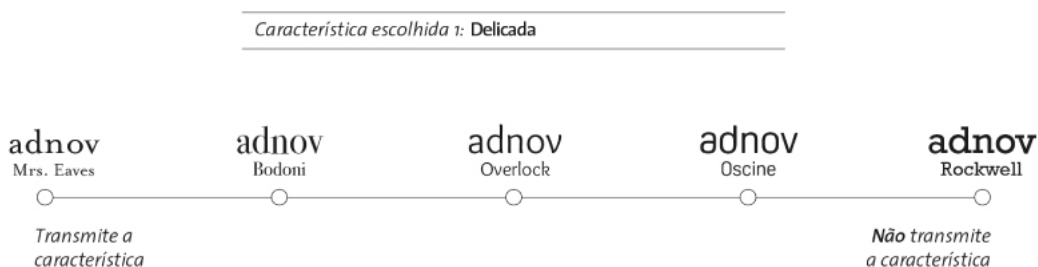 Característica escolhida 1: Delicada
adnov adnov adnov adnov adnov
Mrs. Eaves Bodoni Overlock Oscine Rockwell
Transmite a Não transmite
característica a característica